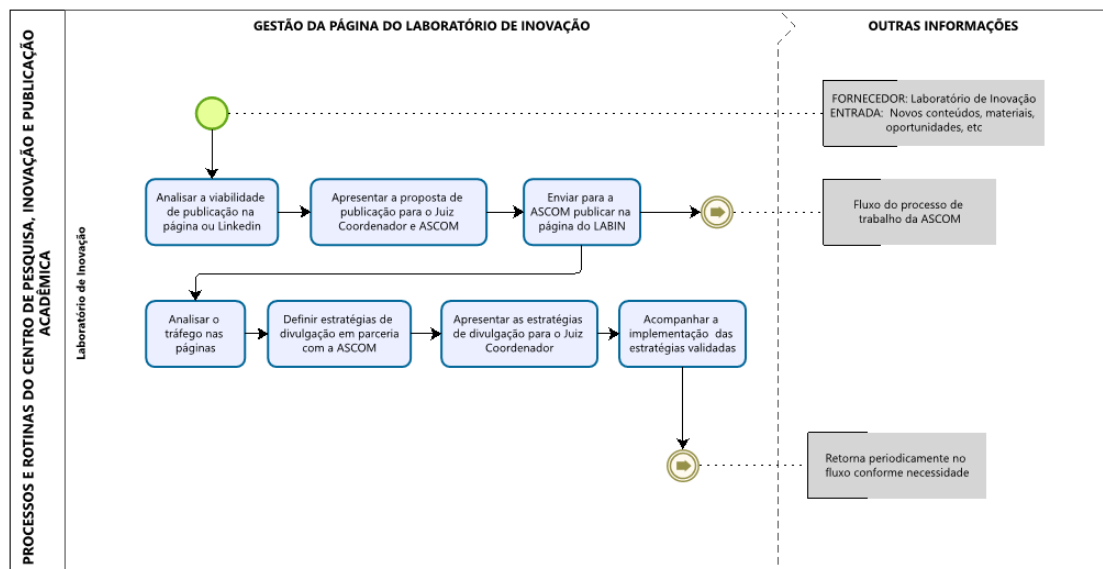 PROCESSOS E ROTINAS DO CENTRO DE PESQUISA, INOVAÇÃO E PUBLICAÇÃO
ACADÊMICA
Laboratório de Inovação
GESTÃO DA PÁGINA DO LABORATÓRIO DE INOVAÇÃO
OUTRAS INFORMAÇÕES
FORNECEDOR: Laboratório de Inovação
ENTRADA: Novos conteúdos, materiais,
oportunidades, etc
Analisar a viabilidade
de publicação na
página ou Linkedin
Apresentar a proposta de
publicação para o Juiz
Coordenador e ASCOM
Enviar para a
ASCOM publicar na
página do LABIN
Fluxo do processo de
trabalho da ASCOM
Analisar o
tráfego nas
páginas
Definir estratégias de
divulgação em parceria
com a ASCOM
Apresentar as estratégias
de divulgação para o Juiz
Coordenador
Acompanhar a
implementação das
estratégias validadas
Retorna periodicamente no
fluxo conforme necessidade